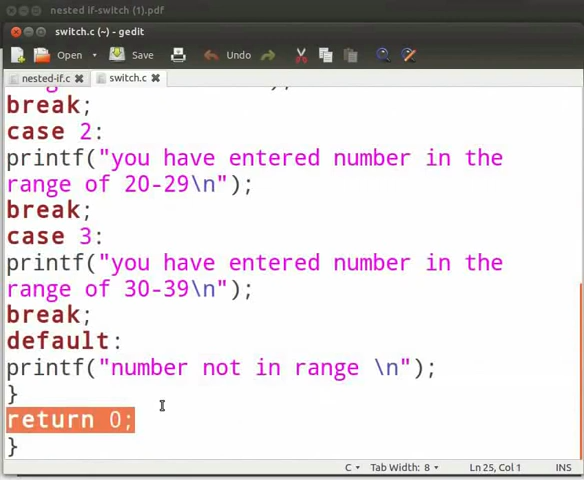 nested if-switch (1).pdf
switch.c (~) - gedit
Open Save Undo
nested-if.c switch.c
break;
case 2:
printf("you have entered number in the
range of 20-29\n");
break;
case 3:
printf("you have entered number in the
range of 30-39\n");
break;
default:
printf("number not in range \n");
}
return 0;
}
C Tab Width: 8 Ln 25, Col 1 INS